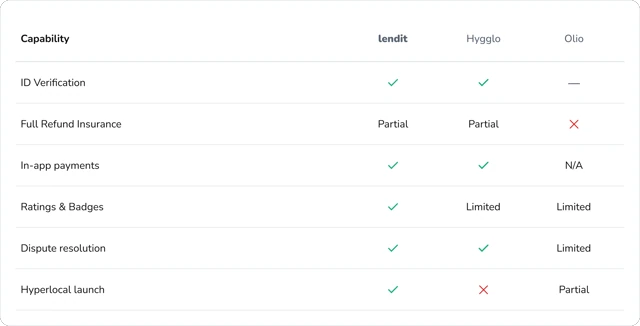 Capability lendit Hygglo Olio
ID Verification ✓ ✓ —
Full Refund Insurance Partial Partial ✕
In-app payments ✓ ✓ N/A
Ratings & Badges ✓ Limited Limited
Dispute resolution ✓ ✓ Limited
Hyperlocal launch ✓ ✕ Partial